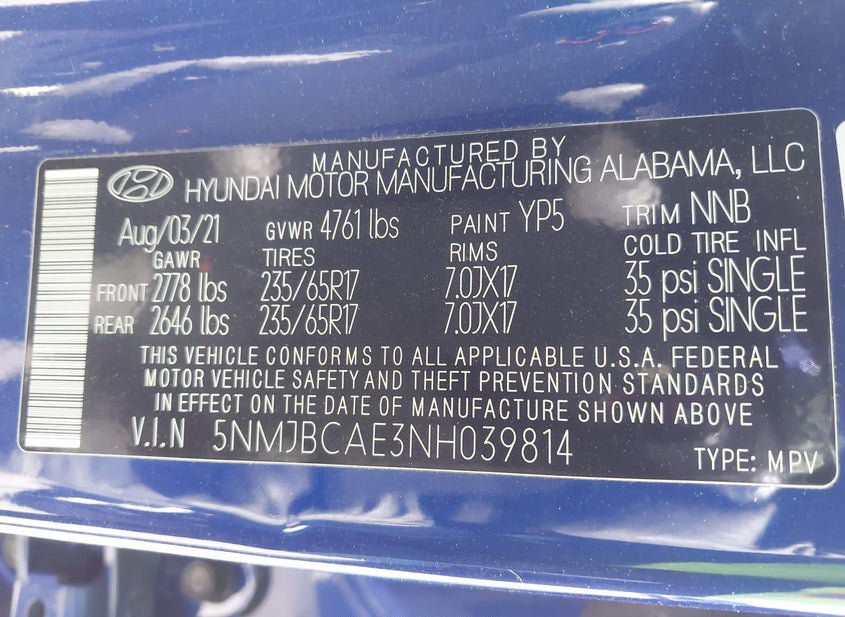 MANUFACTURED BY
HYUNDAI MOTOR MANUFACTURING ALABAMA, LLC
Aug/03/21 GVWR 4761 lbs PAINT YP5 TRIM NNB
GAWR TIRES RIMS COLD TIRE INFL
FRONT 2778 lbs 235/65R17 7.0JX17 35 psi SINGLE
REAR 2646 lbs 235/65R17 7.0JX17 35 psi SINGLE
THIS VEHICLE CONFORMS TO ALL APPLICABLE U.S.A. FEDERAL
MOTOR VEHICLE SAFETY AND THEFT PREVENTION STANDARDS
IN EFFECT ON THE DATE OF MANUFACTURE SHOWN ABOVE
V.I.N 5NMJBCAE3NH039814
TYPE: MPV